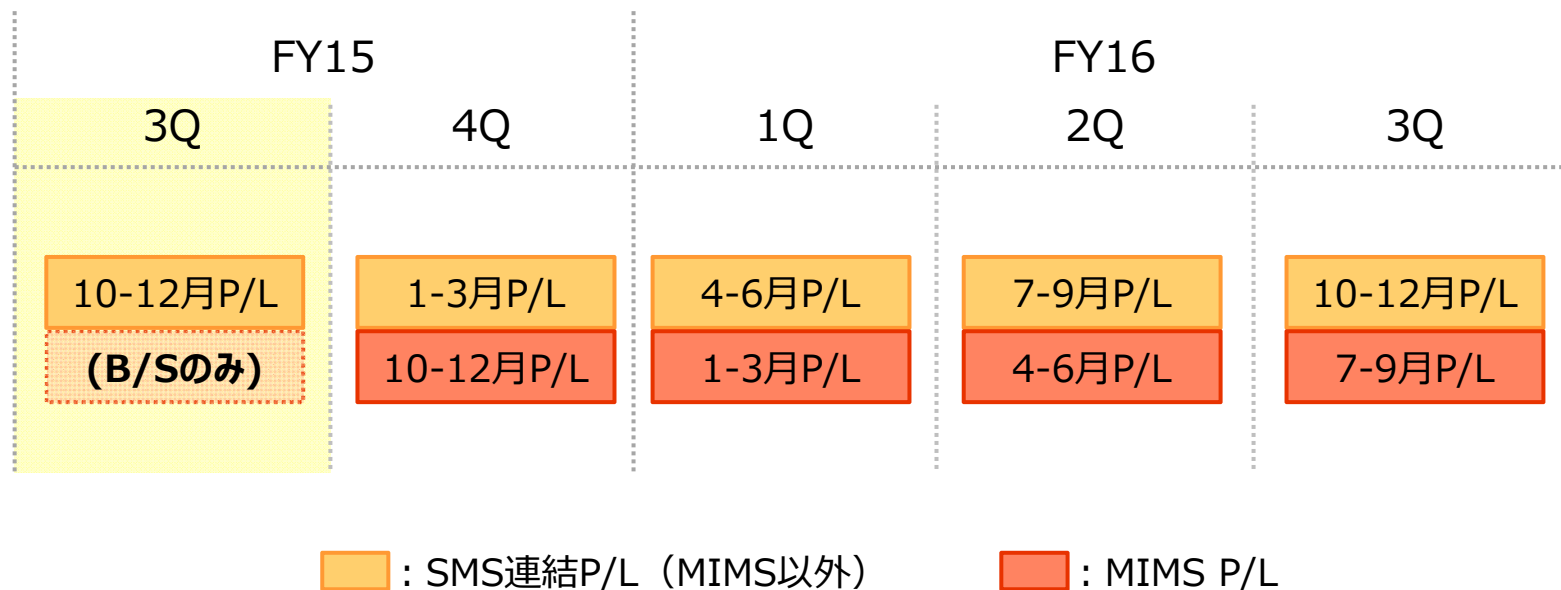 FY15 FY16
3Q 4Q 1Q 2Q 3Q
10-12月P/L 1-3月P/L 4-6月P/L 7-9月P/L 10-12月P/L
(B/Sのみ) 10-12月P/L 1-3月P/L 4-6月P/L 7-9月P/L
：SMS連結P/L（MIMS以外） ：MIMS P/L